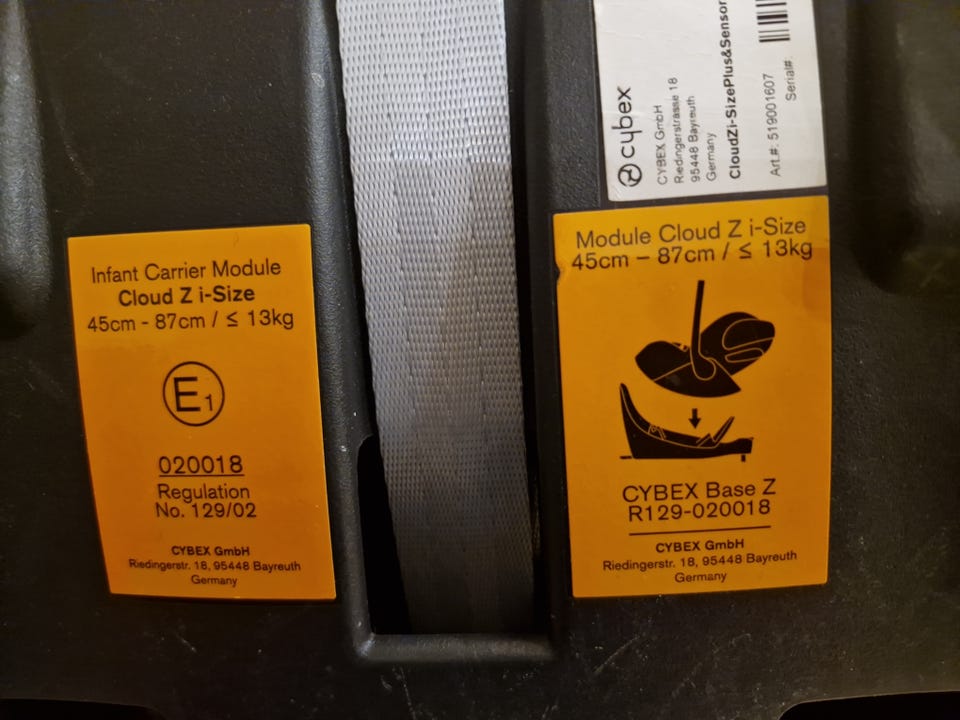 Infant Carrier Module
Cloud Z i-Size
45cm - 87cm / ≤ 13kg
E1
020018
Regulation
No. 129/02
CYBEX GmbH
Riedingerstr. 18, 95448 Bayreuth
Germany
cybex
CYBEX GmbH
Riedingerstrasse 18
95448 Bayreuth
Germany
CloudZi-SizePlus&Sensor
Art.#: 519001607
Serial#
Module Cloud Z i-Size
45cm – 87cm / ≤ 13kg
CYBEX Base Z
R129-020018
CYBEX GmbH
Riedingerstr. 18, 95448 Bayreuth
Germany